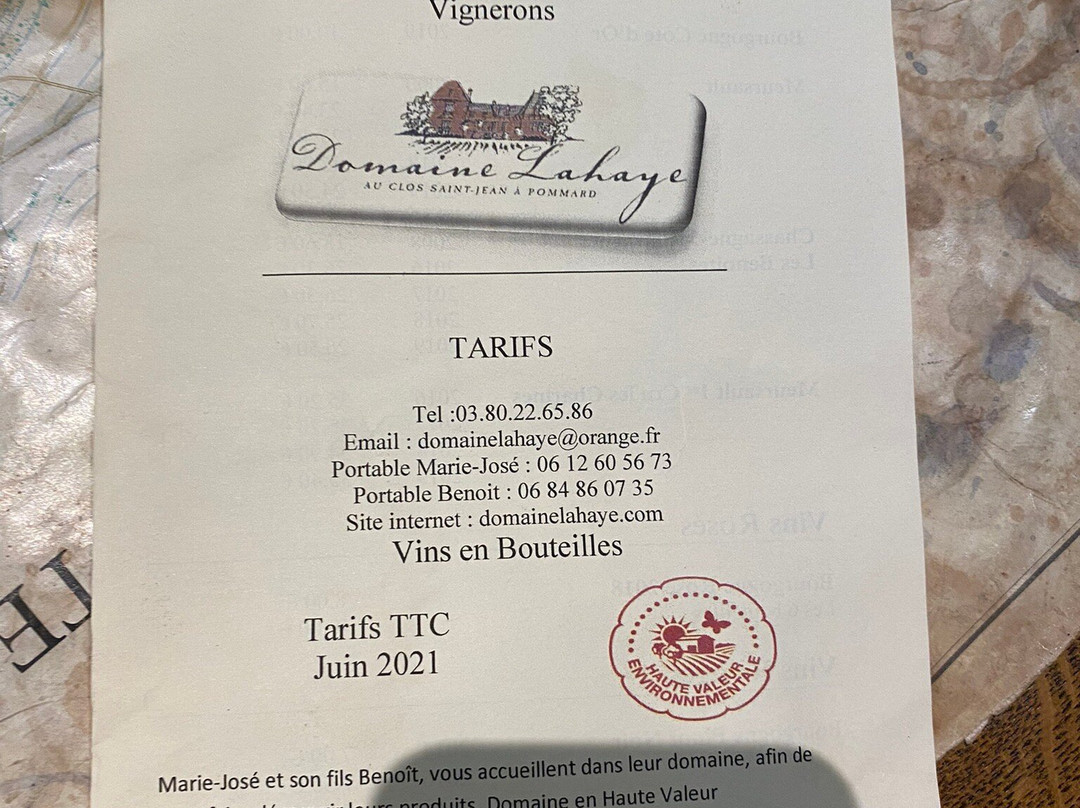 Vignerons
Domaine Lahaye
AU CLOS SAINT-JEAN À POMMARD
TARIFS
Tel :03.80.22.65.86
Email : domainelahaye@orange.fr
Portable Marie-José : 06 12 60 56 73
Portable Benoit : 06 84 86 07 35
Site internet : domainelahaye.com
Vins en Bouteilles
Tarifs TTC
Juin 2021
HAUTE VALEUR
ENVIRONNEMENTALE
Marie-José et son fils Benoît, vous accueillent dans leur domaine, afin de
leurs produits. Domaine en Haute Valeur